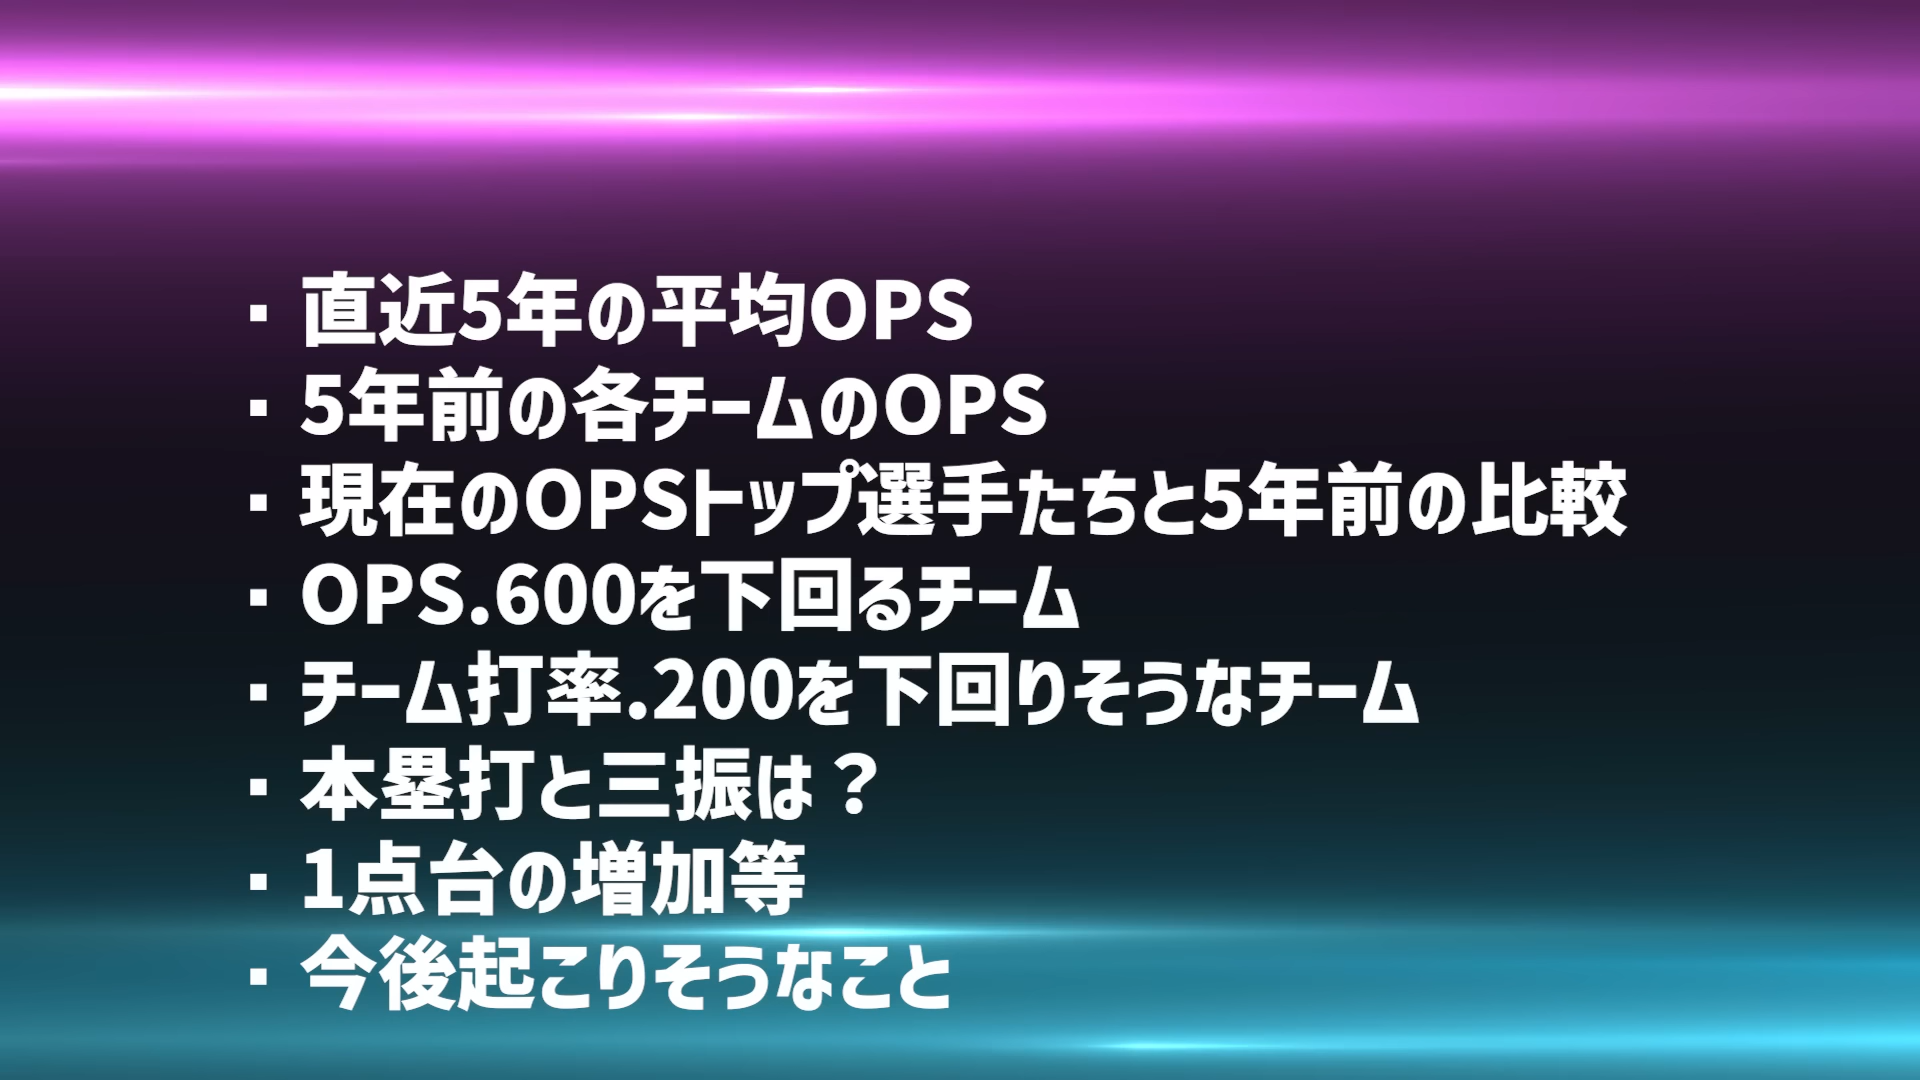 ・直近5年の平均OPS
・5年前の各チームのOPS
・現在のOPSトップ選手たちと5年前の比較
・OPS.600を下回るチーム
・チーム打率.200を下回りそうなチーム
・本塁打と三振は？
・1点台の増加等
・今後起こりそうなこと